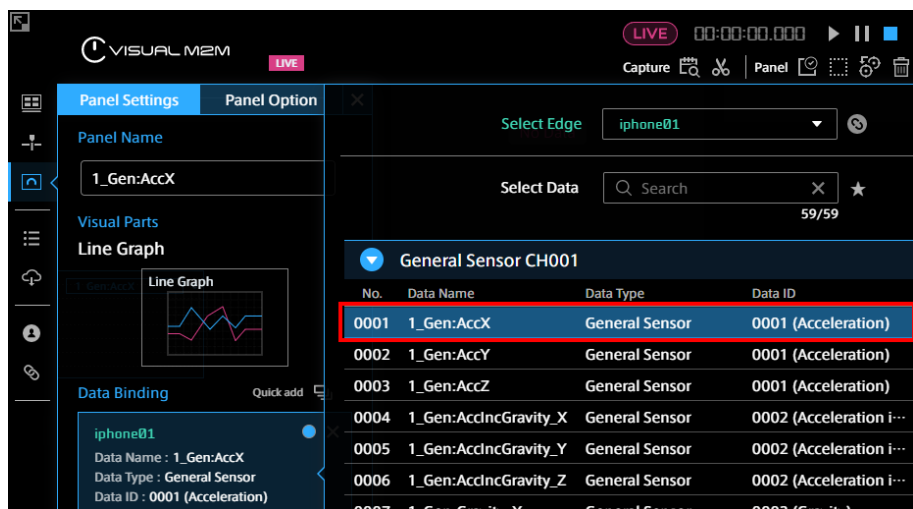 VISUAL M2M
LIVE
LIVE 00:00:00.000
Capture Panel
Panel Settings Panel Option
Panel Name
1_Gen:AccX
Visual Parts
Line Graph
Line Graph
Data Binding Quick add
iphone01
Data Name : 1_Gen:AccX
Data Type : General Sensor
Data ID : 0001 (Acceleration)
Select Edge iphone01
Select Data Search
59/59
General Sensor CH001
No. Data Name Data Type Data ID
0001 1_Gen:AccX General Sensor 0001 (Acceleration)
0002 1_Gen:AccY General Sensor 0001 (Acceleration)
0003 1_Gen:AccZ General Sensor 0001 (Acceleration)
0004 1_Gen:AccIncGravity_X General Sensor 0002 (Acceleration i…
0005 1_Gen:AccIncGravity_Y General Sensor 0002 (Acceleration i…
0006 1_Gen:AccIncGravity_Z General Sensor 0002 (Acceleration i…